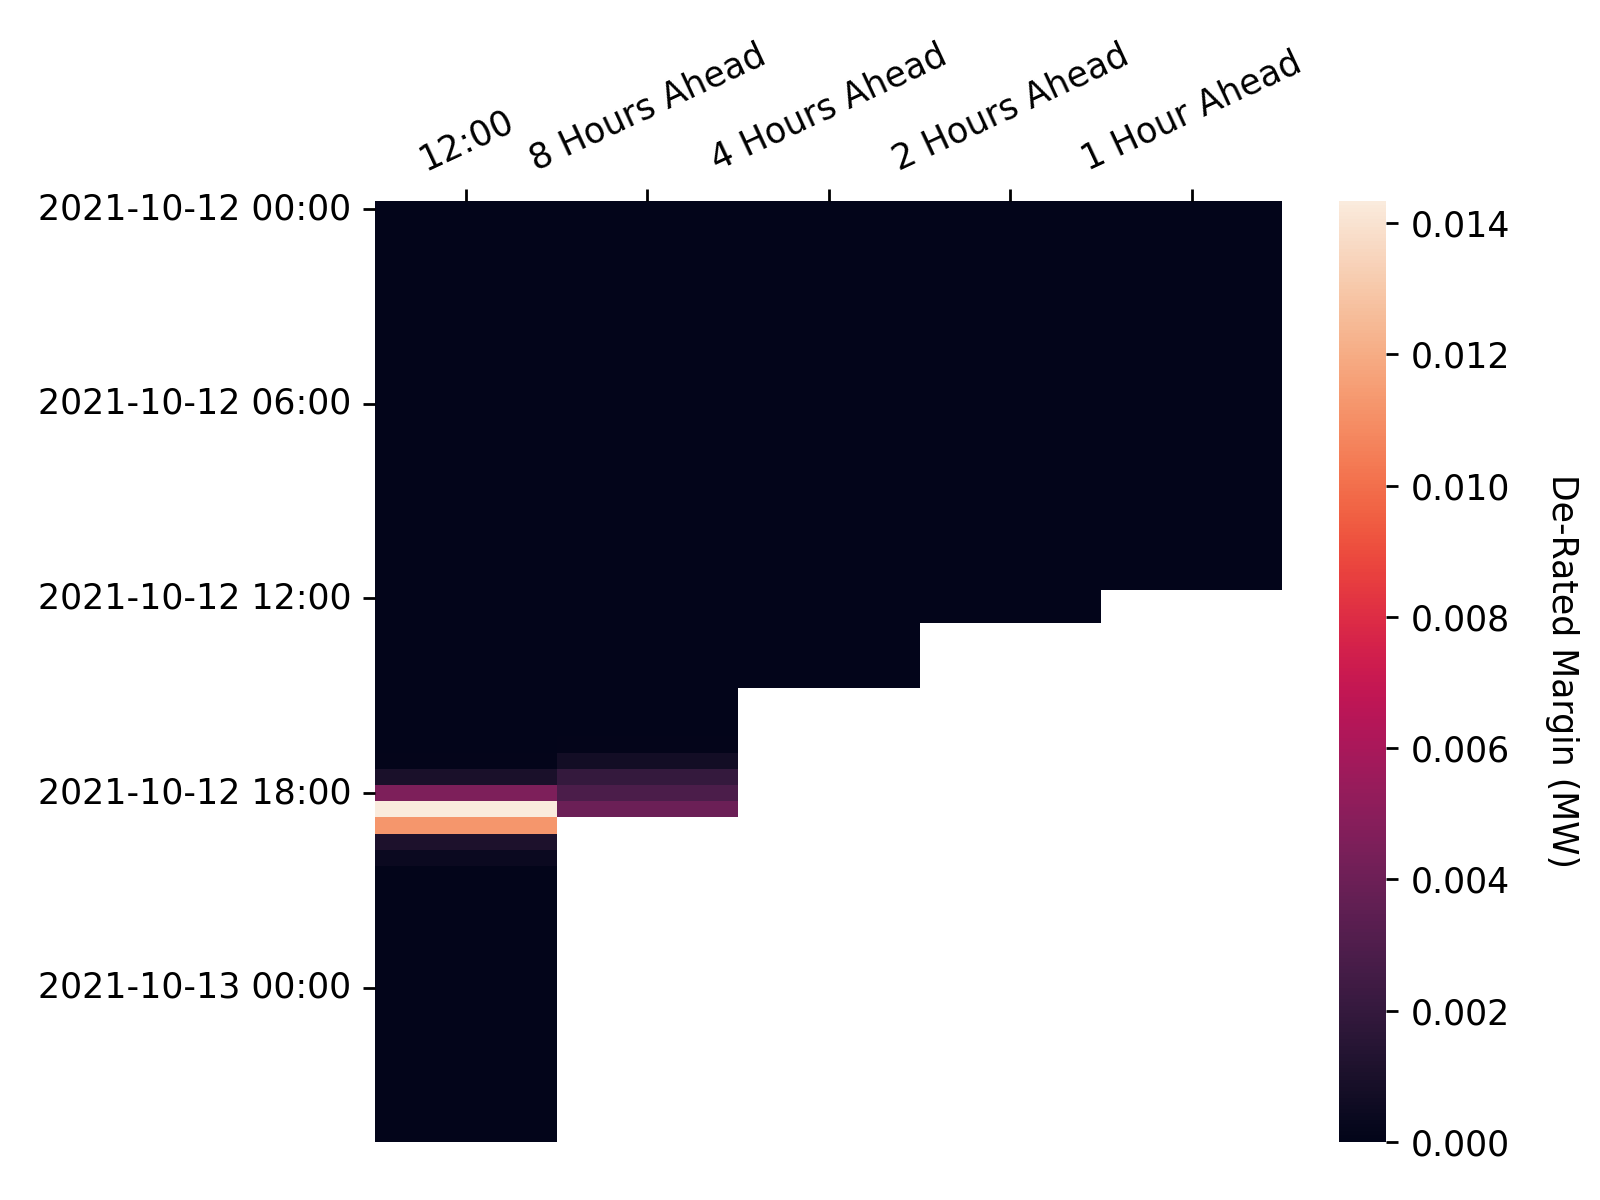 12:00
8 Hours Ahead
4 Hours Ahead
2 Hours Ahead
1 Hour Ahead
2021-10-12 00:00
2021-10-12 06:00
2021-10-12 12:00
2021-10-12 18:00
2021-10-13 00:00
0.014
0.012
0.010
0.008
0.006
0.004
0.002
0.000
De-Rated Margin (MW)